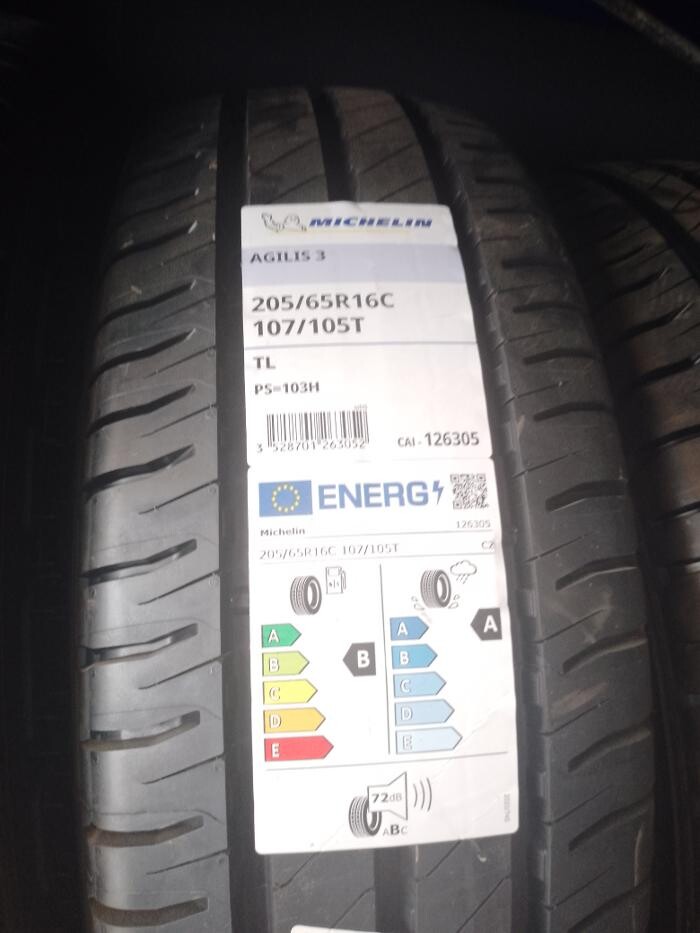 MICHELIN
AGILIS 3
205/65R16C
107/105T
TL
PS=103H
3 528701 263052
CAI - 126305
ENERG
Michelin 126305
205/65R16C 107/105T C2
A A
B B
C C
D D
E E
B
A
72dB
ABC